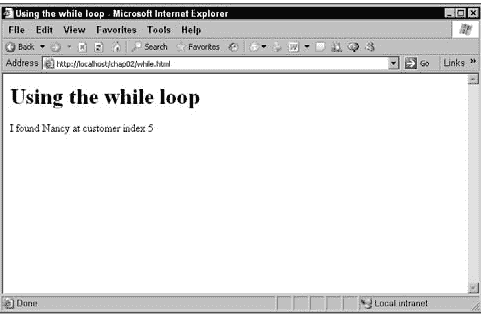 Using the while loop - Microsoft Internet Explorer
File Edit View Favorites Tools Help
Back Search Favorites
Address http://localhost/chap02/while.html Go Links »
Using the while loop
I found Nancy at customer index 5
Done Local intranet